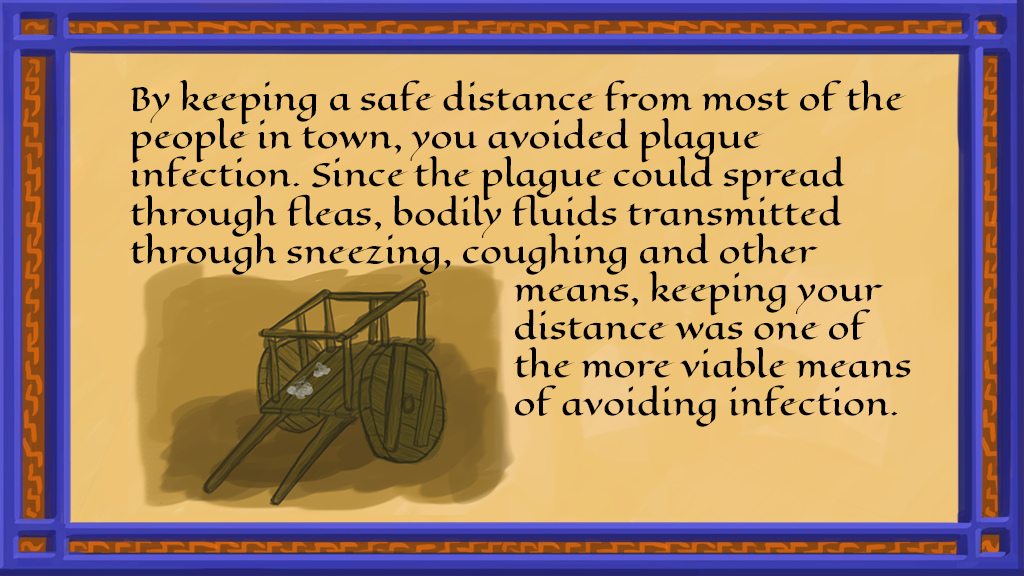 By keeping a safe distance from most of the
people in town, you avoided plague
infection. Since the plague could spread
through fleas, bodily fluids transmitted
through sneezing, coughing and other
means, keeping your
distance was one of
the more viable means
of avoiding infection.